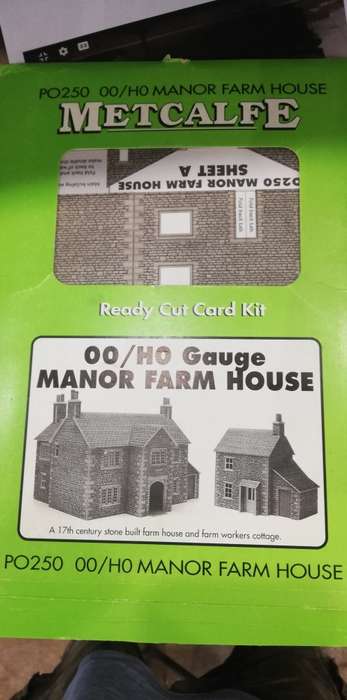 PO250 00/H0 MANOR FARM HOUSE
METCALFE
PO250 MANOR FARM HOUSE
SHEET A
Ready Cut Card Kit
00/H0 Gauge
MANOR FARM HOUSE
A 17th century stone built farm house and farm workers cottage.
PO250 00/H0 MANOR FARM HOUSE